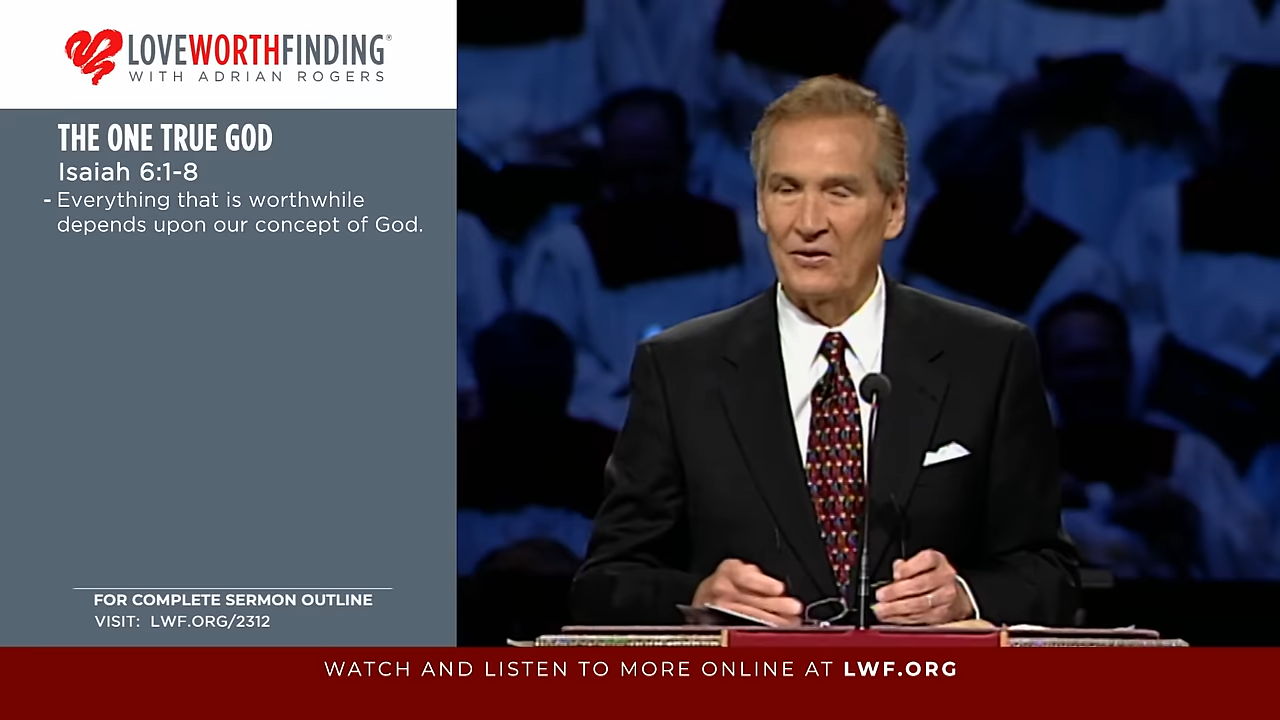 LOVEWORTHFINDING®
WITH ADRIAN ROGERS
THE ONE TRUE GOD
Isaiah 6:1-8
- Everything that is worthwhile
depends upon our concept of God.
FOR COMPLETE SERMON OUTLINE
VISIT: LWF.ORG/2312
WATCH AND LISTEN TO MORE ONLINE AT LWF.ORG